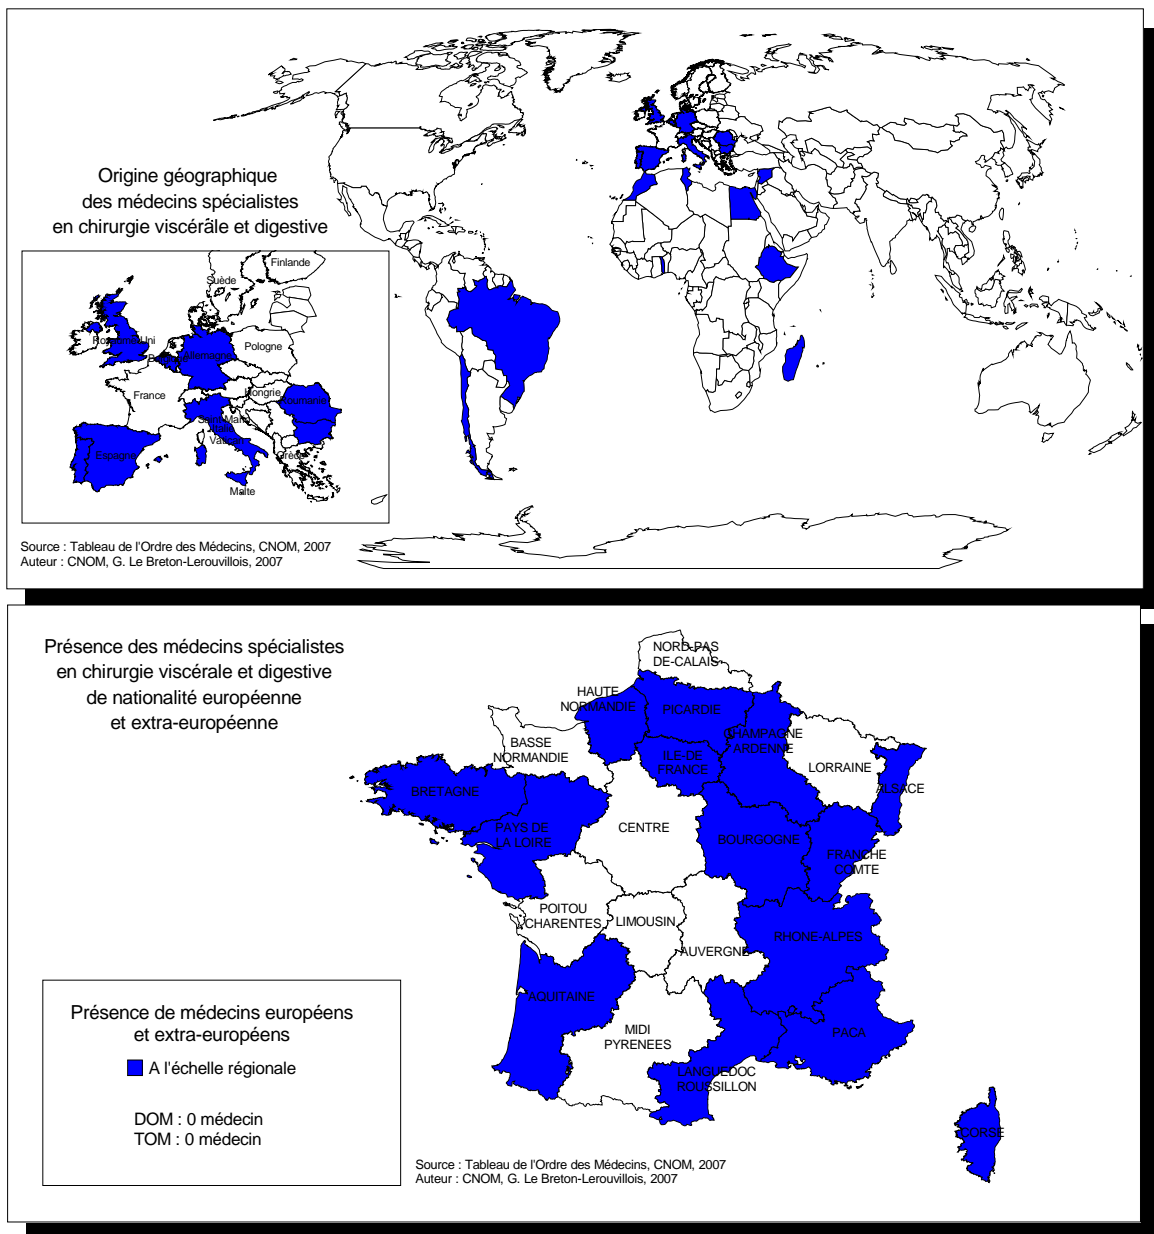 Origine géographique
des médecins spécialistes
en chirurgie viscérale et digestive
Finlande
Suède
Royaume-Uni
Pologne
Allemagne
France
Hongrie
Roumanie
Saint-Marin
Vatican
Espagne
Grèce
Malte
Source : Tableau de l'Ordre des Médecins, CNOM, 2007
Auteur : CNOM, G. Le Breton-Lerouvillois, 2007
Présence des médecins spécialistes
en chirurgie viscérale et digestive
de nationalité européenne
et extra-européenne
NORD-PAS
DE-CALAIS
HAUTE
NORMANDIE
PICARDIE
CHAMPAGNE
ARDENNE
BASSE
NORMANDIE
ILE-DE
FRANCE
LORRAINE
ALSACE
BRETAGNE
PAYS DE
LA LOIRE
CENTRE
BOURGOGNE
FRANCHE
COMTE
POITOU
CHARENTES
LIMOUSIN
AUVERGNE
RHONE-ALPES
AQUITAINE
MIDI
PYRENEES
PACA
LANGUEDOC
ROUSSILLON
CORSE
Présence de médecins européens
et extra-européens
A l'échelle régionale
DOM : 0 médecin
TOM : 0 médecin
Source : Tableau de l'Ordre des Médecins, CNOM, 2007
Auteur : CNOM, G. Le Breton-Lerouvillois, 2007